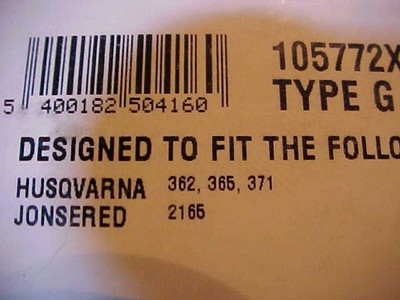 105772X
TYPE G
5 400182 504160
DESIGNED TO FIT THE FOLLO
HUSQVARNA 362, 365, 371
JONSERED 2165